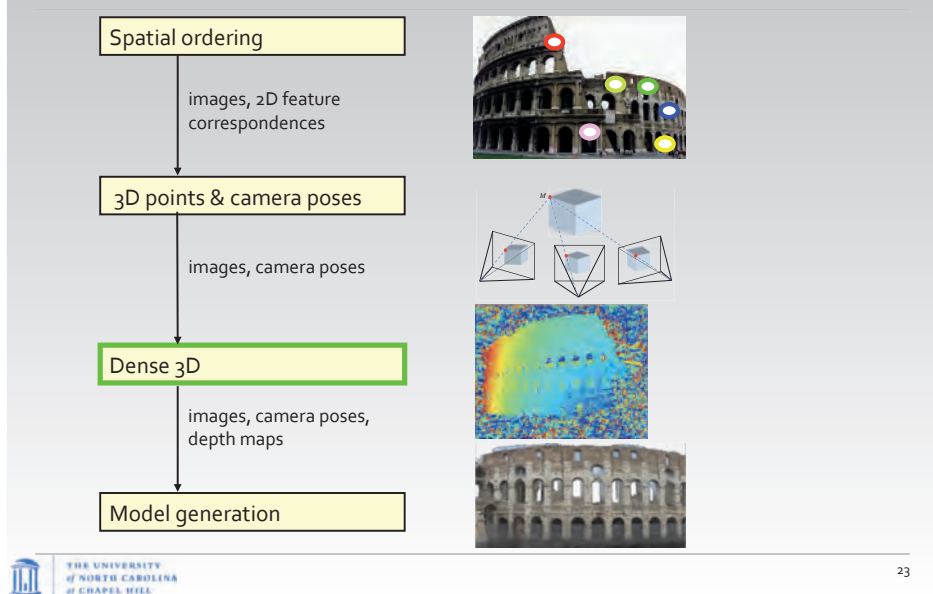 Spatial ordering
images, 2D feature
correspondences
3D points & camera poses
M
images, camera poses
Dense 3D
images, camera poses,
depth maps
Model generation
THE UNIVERSITY
of NORTH CAROLINA
at CHAPEL HILL
23